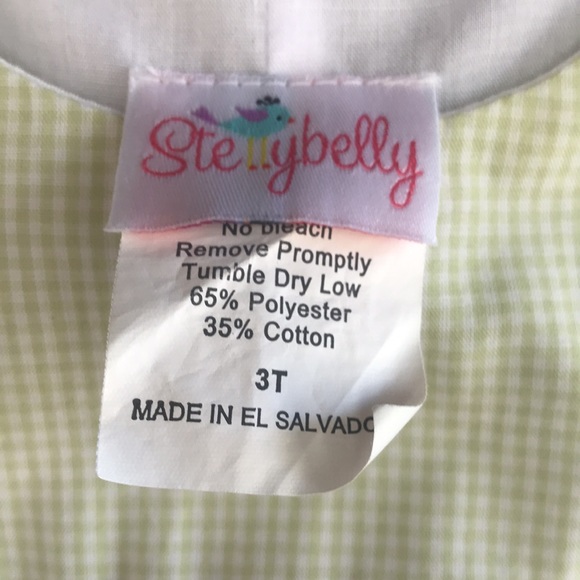 Stellybelly
No bleach
Remove Promptly
Tumble Dry Low
65% Polyester
35% Cotton
3T
MADE IN EL SALVADO